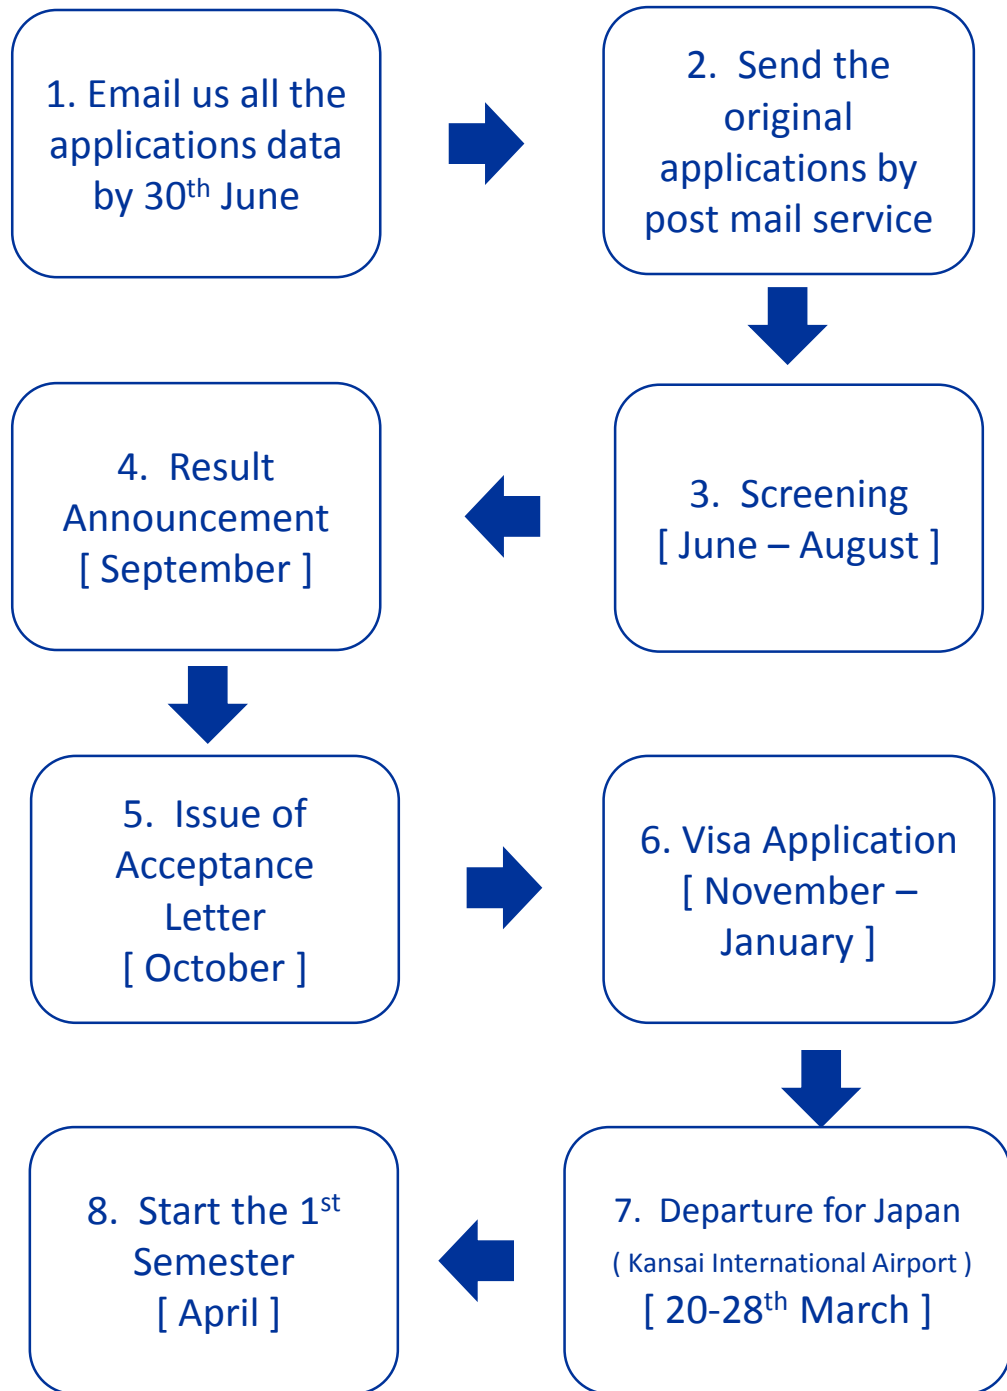 1. Email us all the
applications data
by 30th June
2. Send the
original
applications by
post mail service
3. Screening
[ June – August ]
4. Result
Announcement
[ September ]
5. Issue of
Acceptance
Letter
[ October ]
6. Visa Application
[ November –
January ]
7. Departure for Japan
( Kansai International Airport )
[ 20-28th March ]
8. Start the 1st
Semester
[ April ]